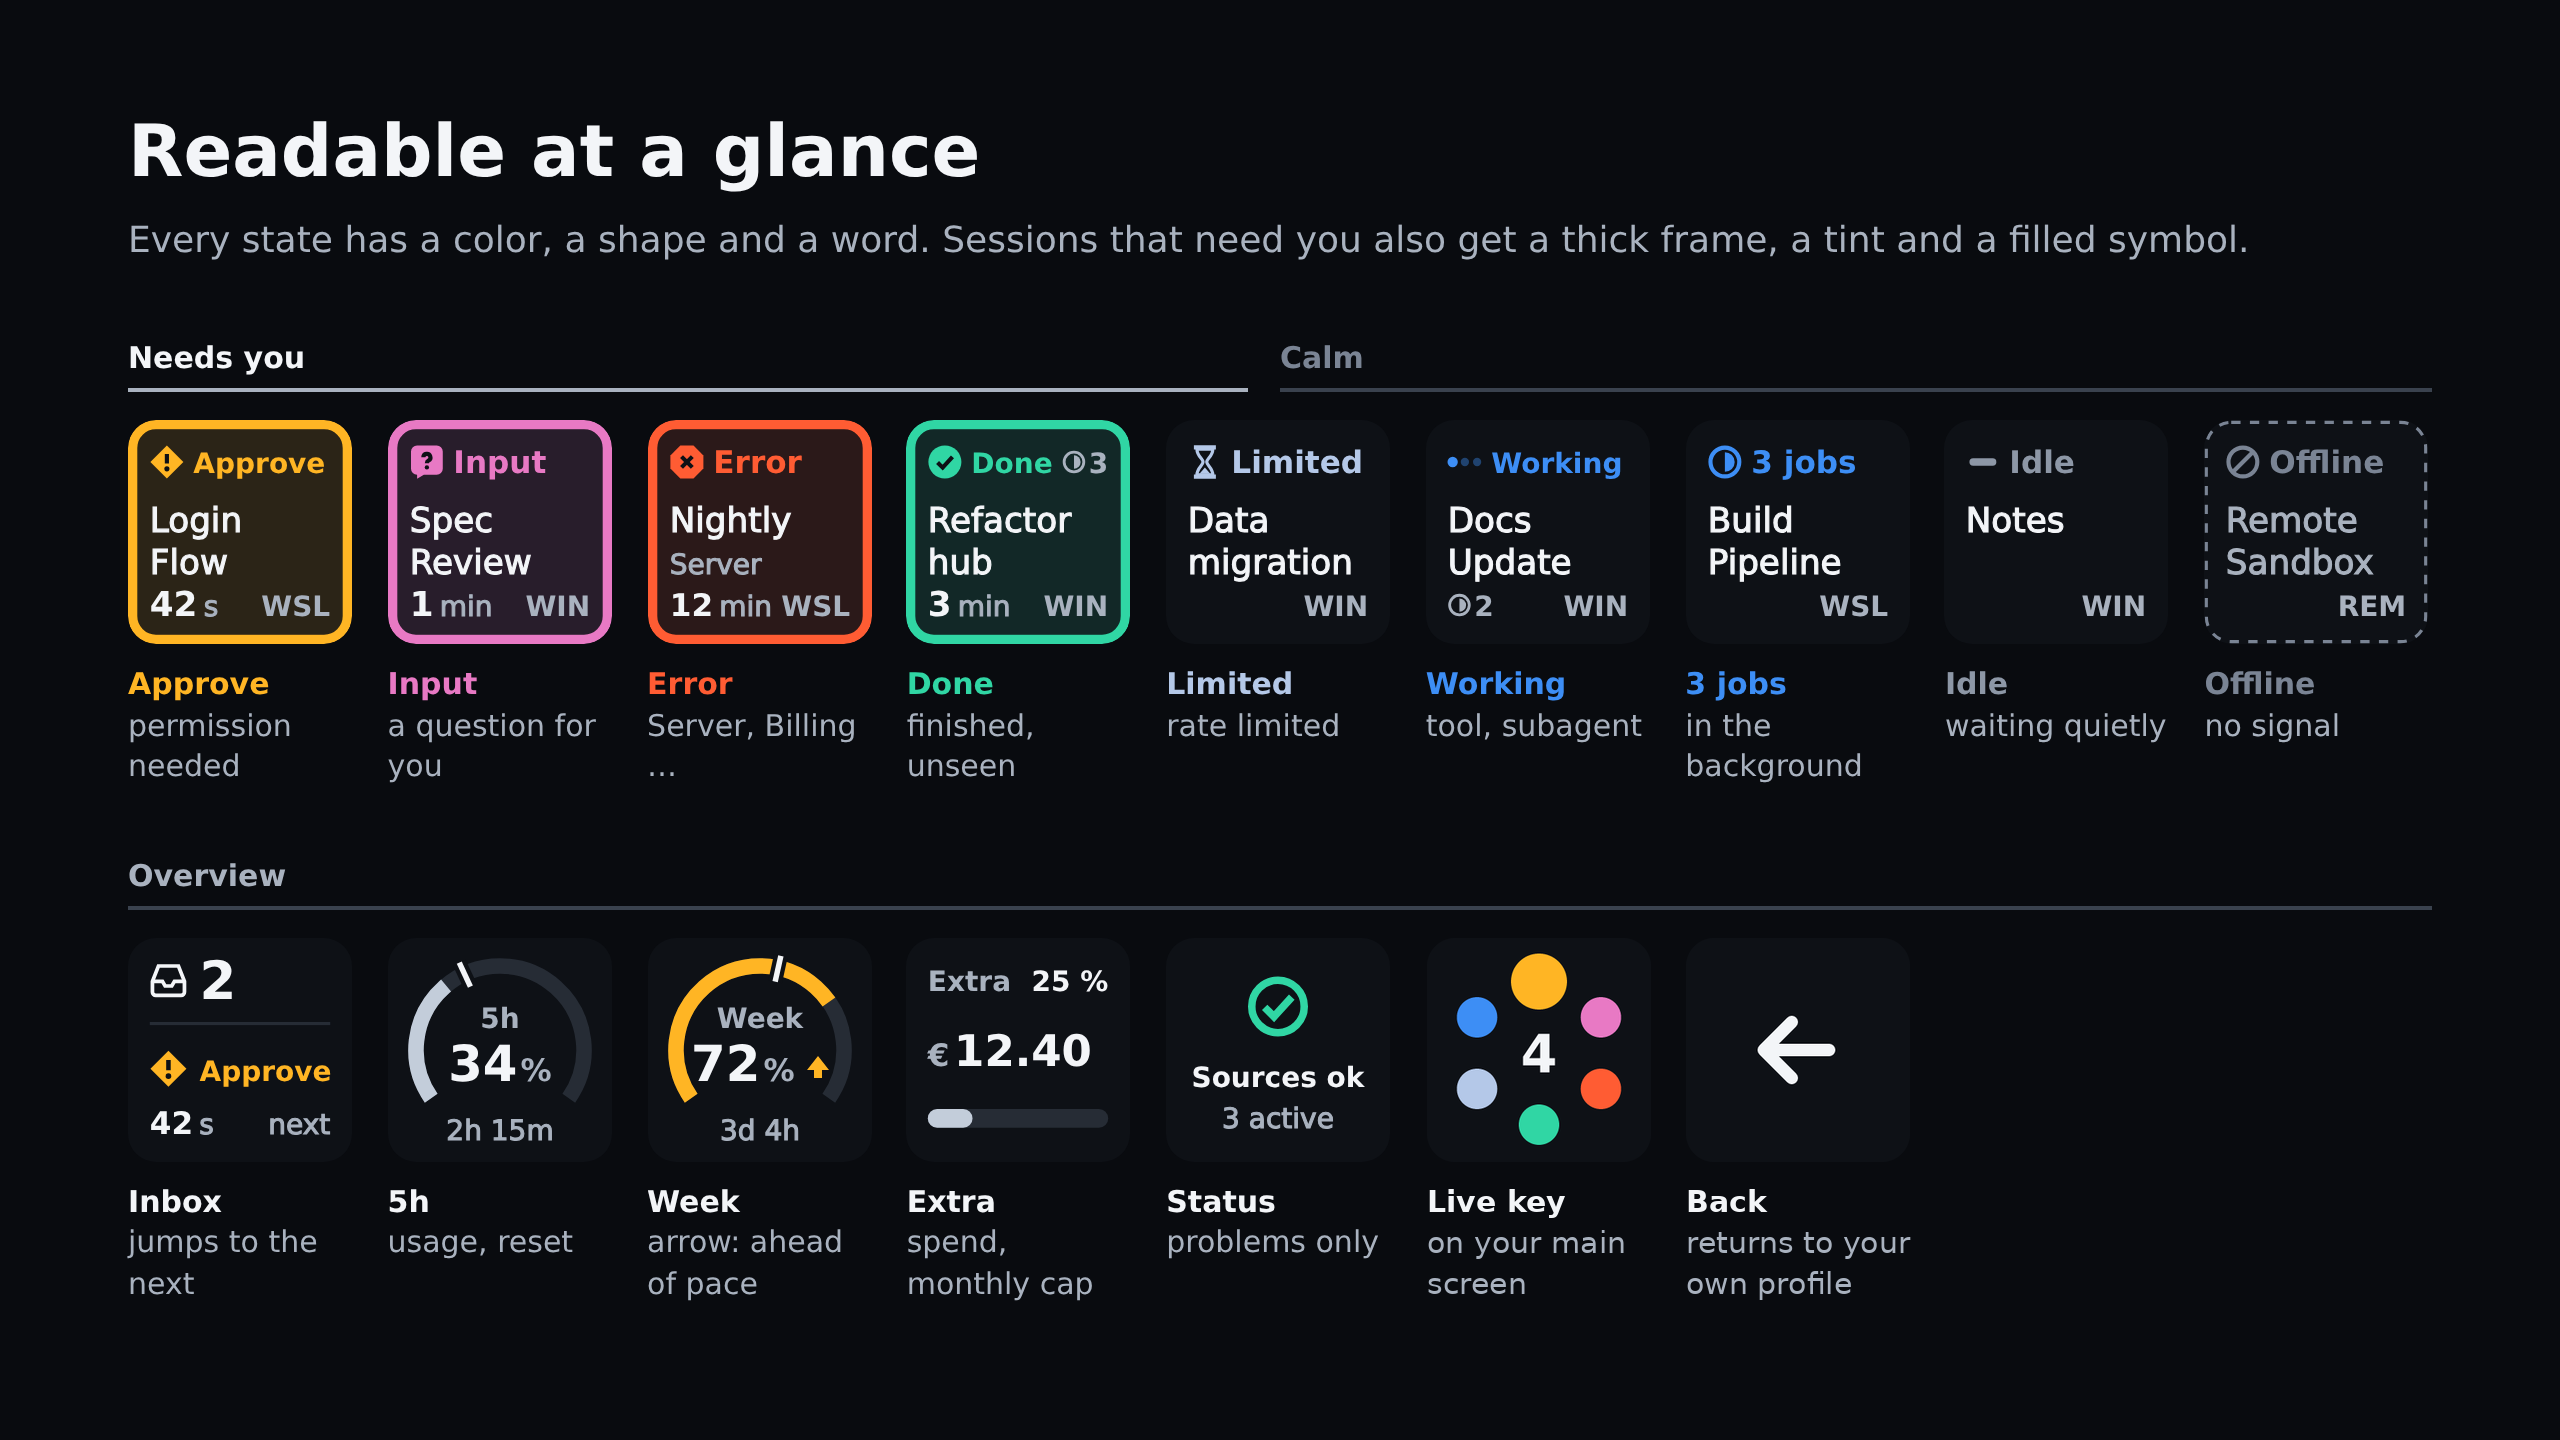 Readable at a glance
Every state has a color, a shape and a word. Sessions that need you also get a thick frame, a tint and a filled symbol.
Needs you
Calm
Approve
Login
Flow
42 s WSL
Input
Spec
Review
1 min WIN
Error
Nightly
Server
12 min WSL
Done 3
Refactor
hub
3 min WIN
Limited
Data
migration
WIN
Working
Docs
Update
2 WIN
3 jobs
Build
Pipeline
WSL
Idle
Notes
WIN
Offline
Remote
Sandbox
REM
Approve
permission
needed
Input
a question for
you
Error
Server, Billing
…
Done
finished,
unseen
Limited
rate limited
Working
tool, subagent
3 jobs
in the
background
Idle
waiting quietly
Offline
no signal
Overview
2
Approve
42 s next
5h
34 %
2h 15m
Week
72 %
3d 4h
Extra 25 %
€ 12.40
Sources ok
3 active
4
Inbox
jumps to the
next
5h
usage, reset
Week
arrow: ahead
of pace
Extra
spend,
monthly cap
Status
problems only
Live key
on your main
screen
Back
returns to your
own profile